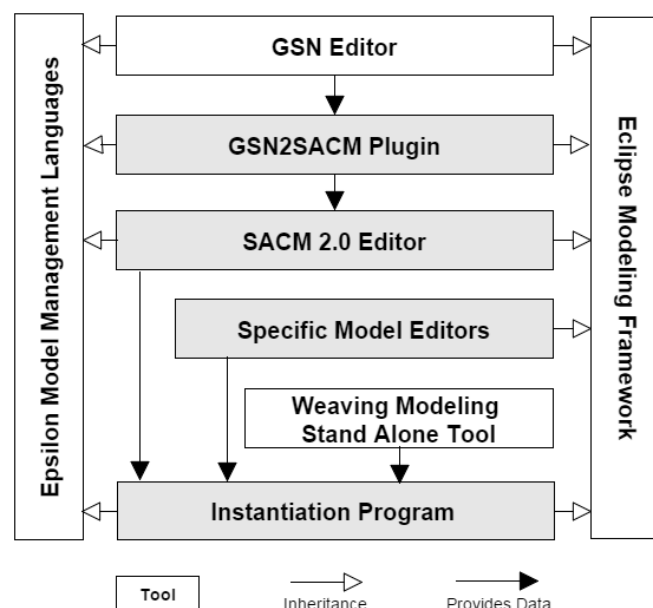 Epsilon Model Management Languages
GSN Editor
GSN2SACM Plugin
SACM 2.0 Editor
Specific Model Editors
Weaving Modeling
Stand Alone Tool
Instantiation Program
Eclipse Modeling Framework
Tool
Inheritance
Provides Data